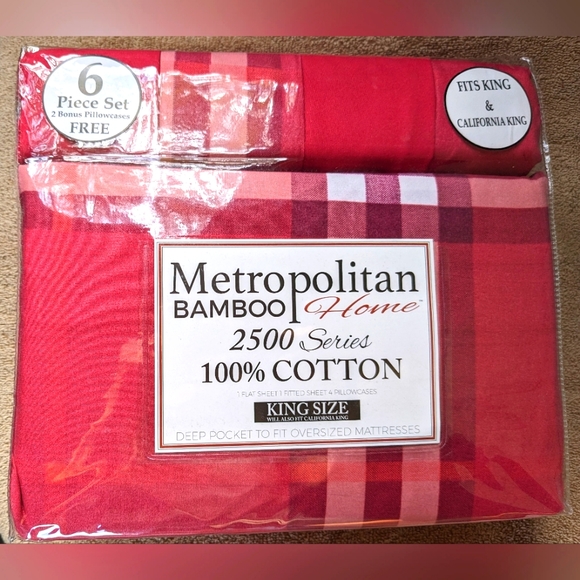 6
Piece Set
2 Bonus Pillowcases
FREE
FITS KING
&
CALIFORNIA KING
Metropolitan
BAMBOO Home™
2500 Series
100% COTTON
1 FLAT SHEET 1 FITTED SHEET 4 PILLOWCASES
KING SIZE
WILL ALSO FIT CALIFORNIA KING
DEEP POCKET TO FIT OVERSIZED MATTRESSES